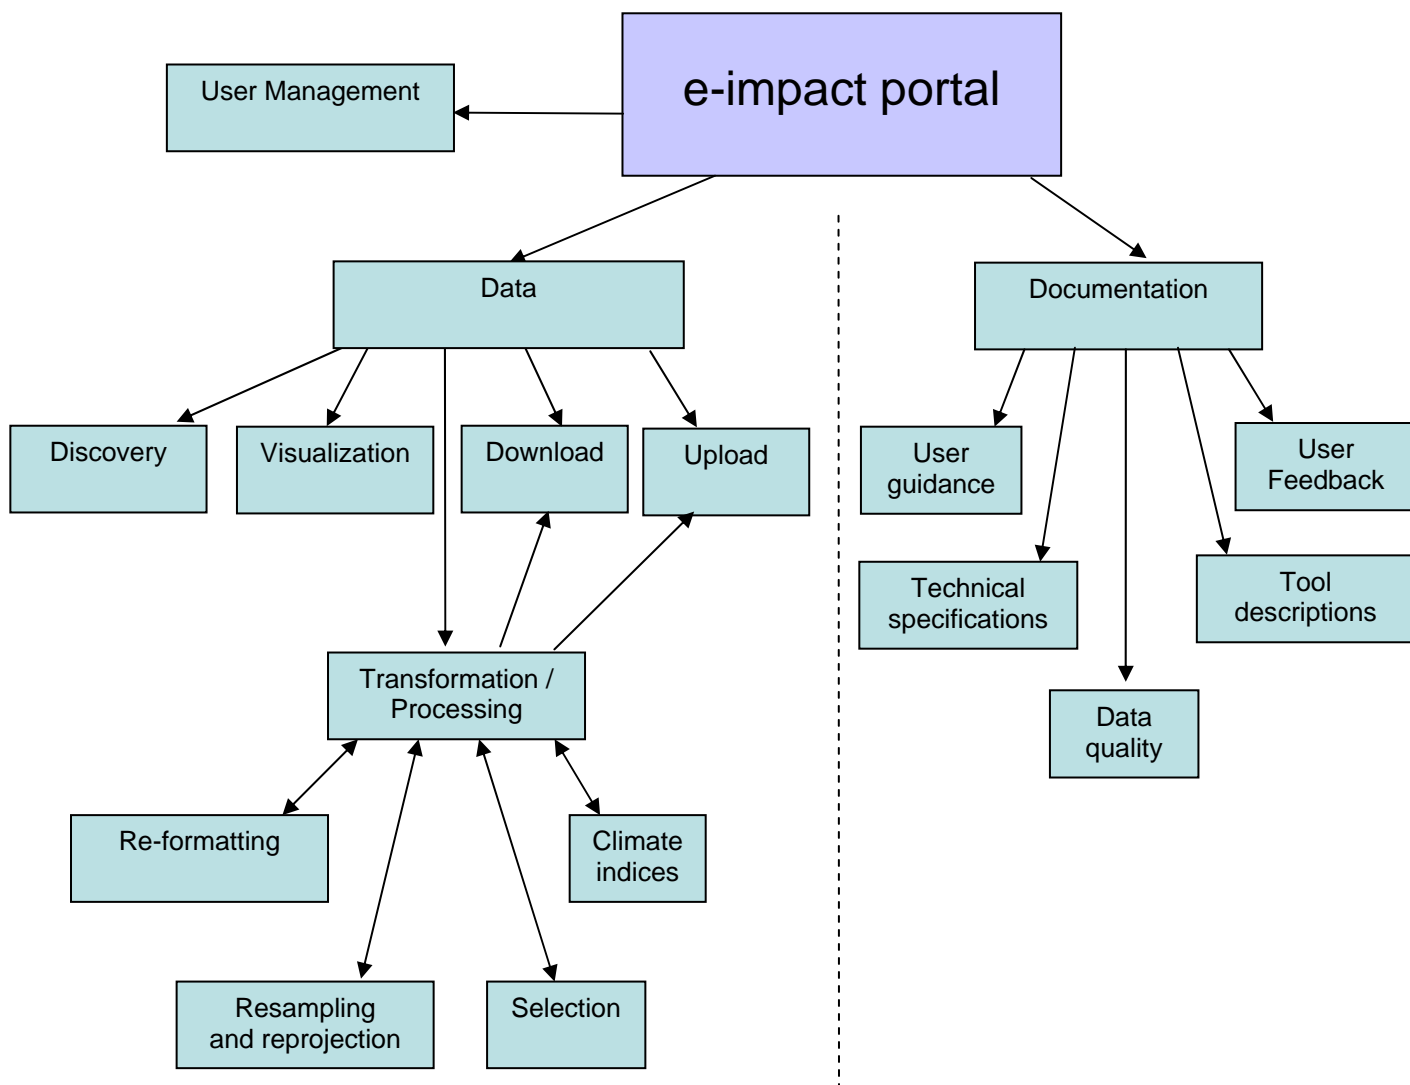 e-impact portal
User Management
Data
Documentation
Discovery
Visualization
Download
Upload
User
guidance
User
Feedback
Technical
specifications
Tool
descriptions
Transformation /
Processing
Data
quality
Re-formatting
Climate
indices
Resampling
and reprojection
Selection